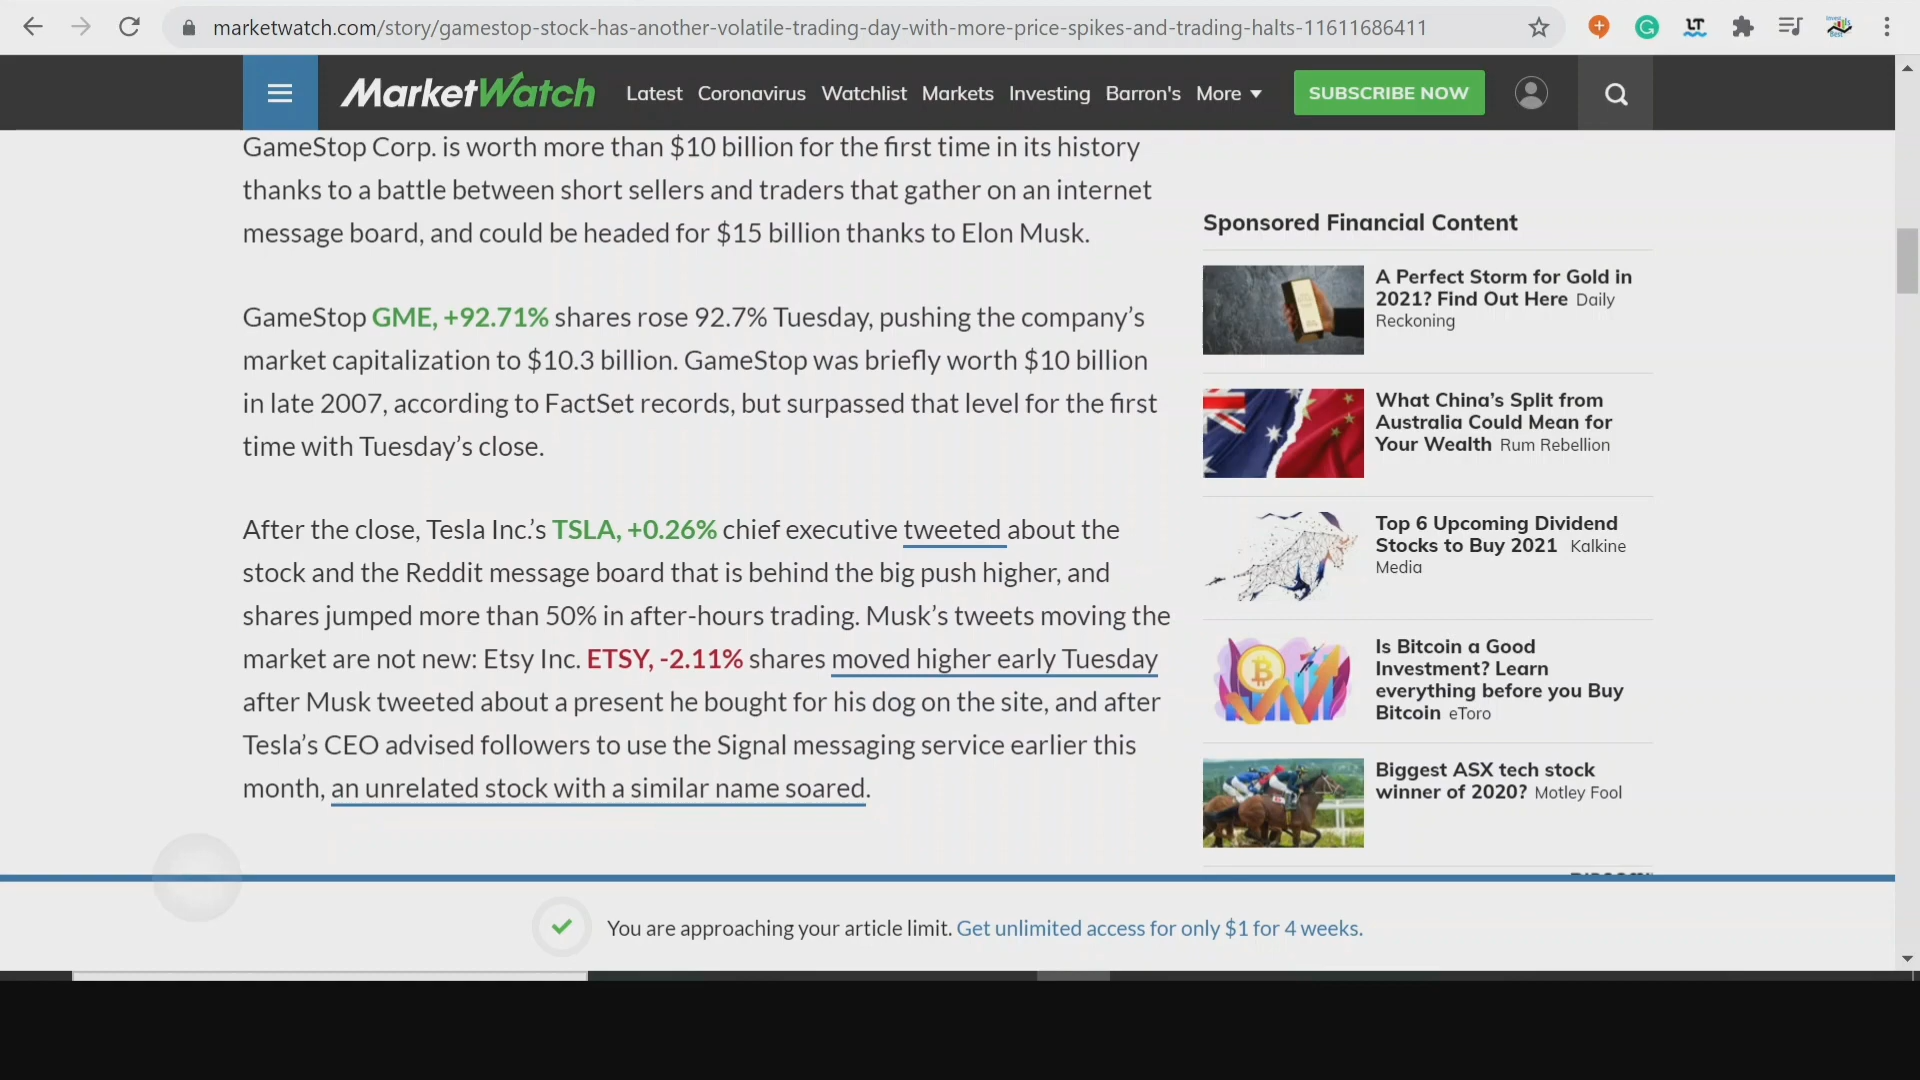 marketwatch.com/story/gamestop-stock-has-another-volatile-trading-day-with-more-price-spikes-and-trading-halts-11611686411
MarketWatch Latest Coronavirus Watchlist Markets Investing Barron's More SUBSCRIBE NOW
GameStop Corp. is worth more than $10 billion for the first time in its history
thanks to a battle between short sellers and traders that gather on an internet
message board, and could be headed for $15 billion thanks to Elon Musk.
GameStop GME, +92.71% shares rose 92.7% Tuesday, pushing the company’s
market capitalization to $10.3 billion. GameStop was briefly worth $10 billion
in late 2007, according to FactSet records, but surpassed that level for the first
time with Tuesday’s close.
After the close, Tesla Inc.’s TSLA, +0.26% chief executive tweeted about the
stock and the Reddit message board that is behind the big push higher, and
shares jumped more than 50% in after-hours trading. Musk’s tweets moving the
market are not new: Etsy Inc. ETSY, -2.11% shares moved higher early Tuesday
after Musk tweeted about a present he bought for his dog on the site, and after
Tesla’s CEO advised followers to use the Signal messaging service earlier this
month, an unrelated stock with a similar name soared.
Sponsored Financial Content
A Perfect Storm for Gold in
2021? Find Out Here Daily
Reckoning
What China’s Split from
Australia Could Mean for
Your Wealth Rum Rebellion
Top 6 Upcoming Dividend
Stocks to Buy 2021 Kalkine
Media
Is Bitcoin a Good
Investment? Learn
everything before you Buy
Bitcoin eToro
Biggest ASX tech stock
winner of 2020? Motley Fool
You are approaching your article limit. Get unlimited access for only $1 for 4 weeks.